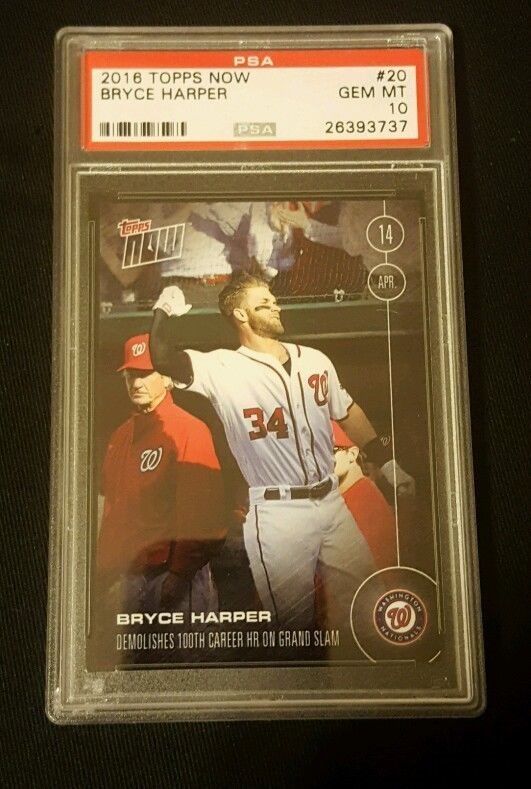 PSA
2016 TOPPS NOW #20
BRYCE HARPER GEM MT
10
PSA 26393737
TOPPS
NOW
14
APR.
W
W
34
W
W
BRYCE HARPER
DEMOLISHES 100TH CAREER HR ON GRAND SLAM
WASHINGTON
W
NATIONALS